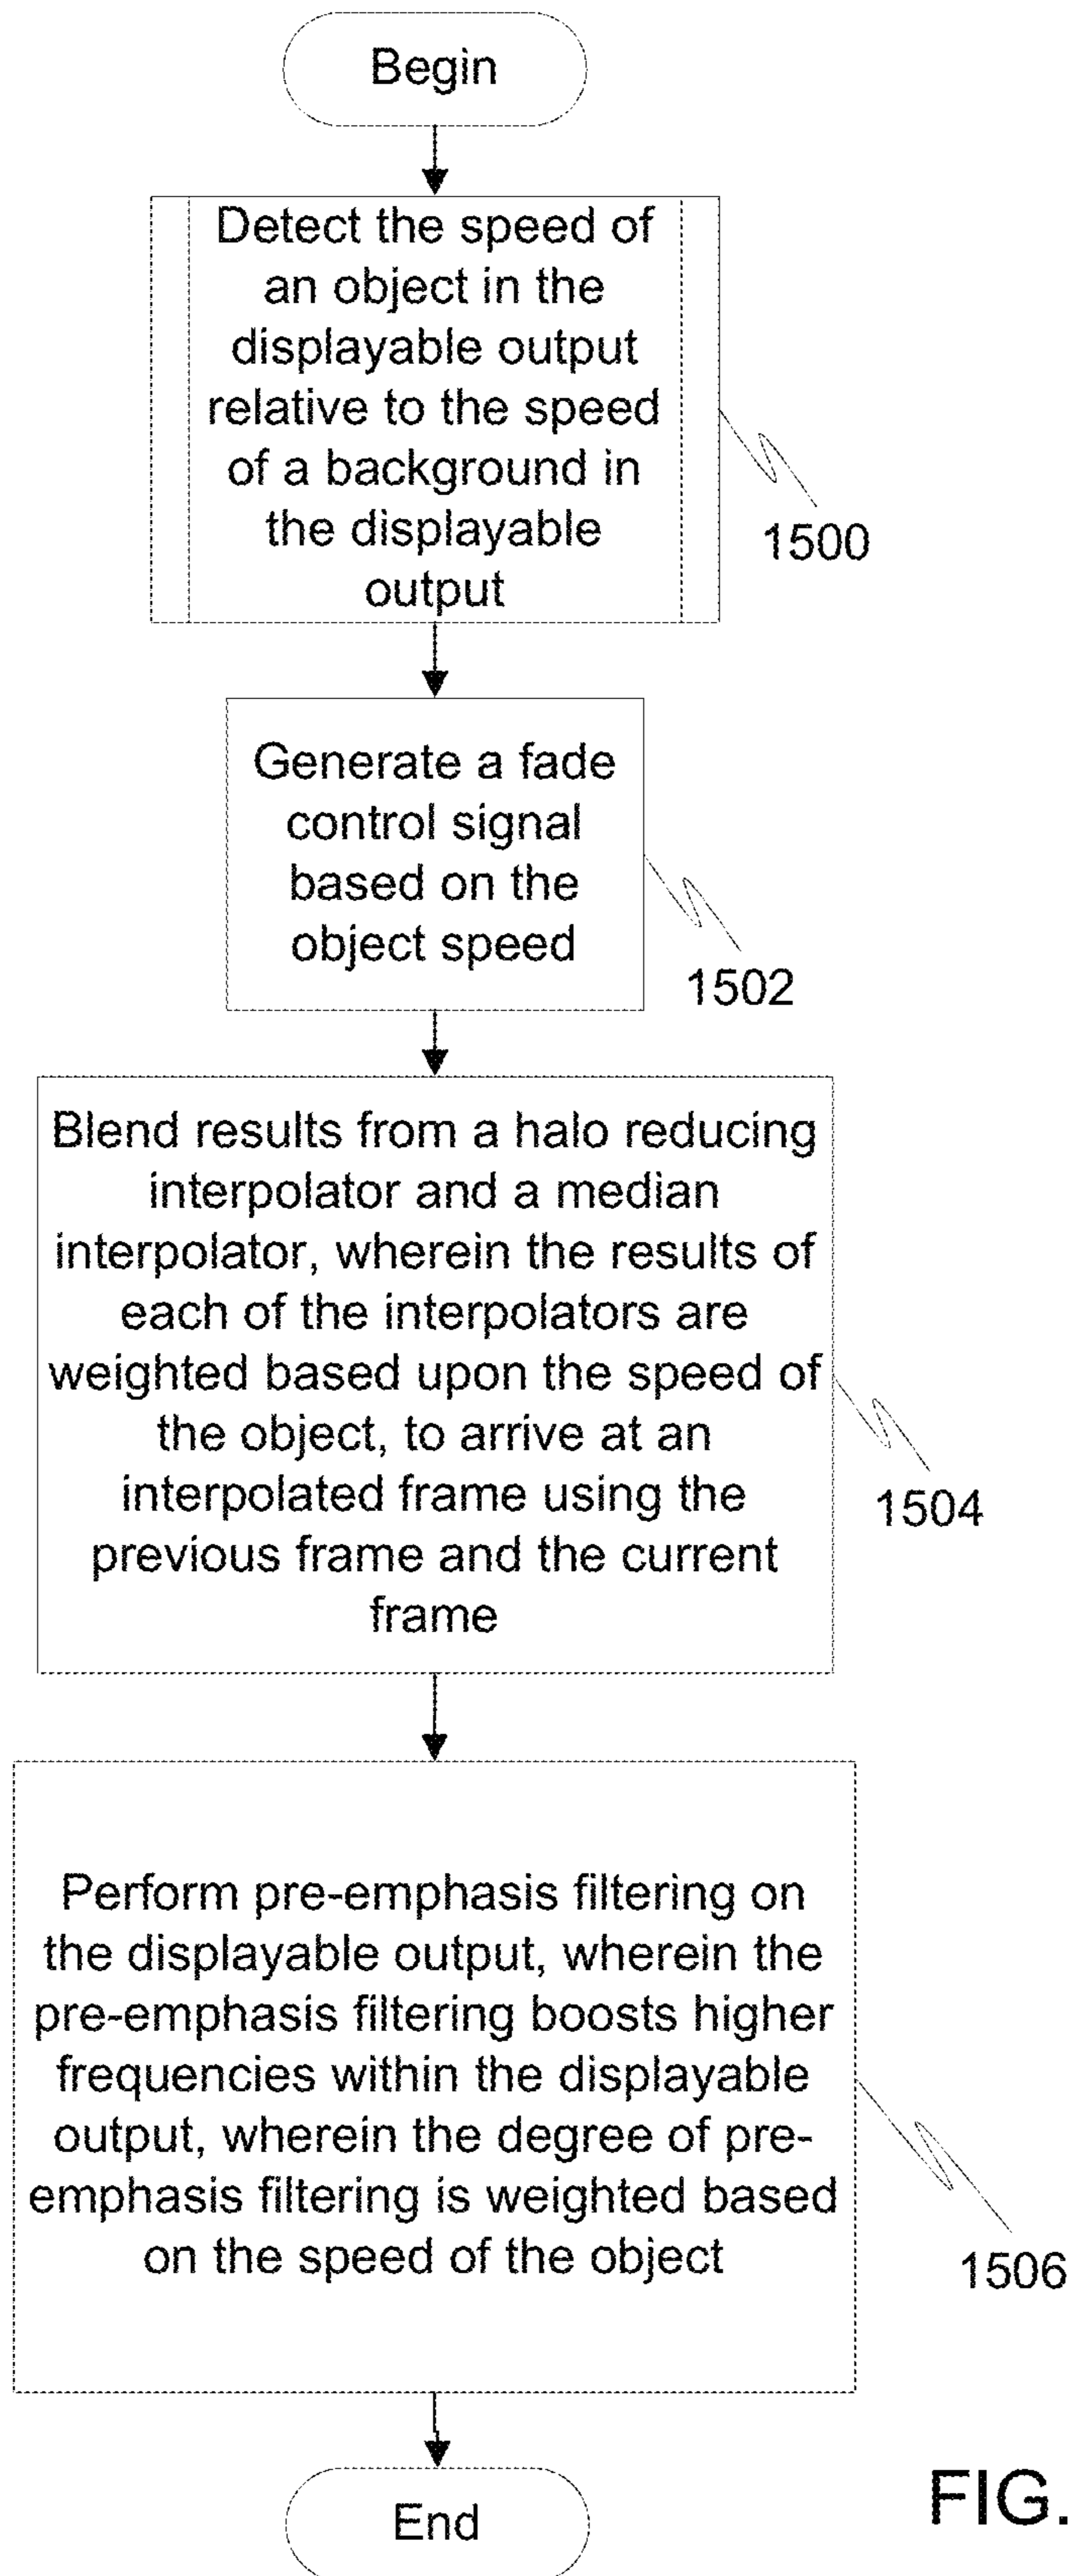 Begin
Detect the speed of
an object in the
displayable output
relative to the speed
of a background in
the displayable
output
1500
Generate a fade
control signal
based on the
object speed
1502
Blend results from a halo reducing
interpolator and a median
interpolator, wherein the results of
each of the interpolators are
weighted based upon the speed of
the object, to arrive at an
interpolated frame using the
previous frame and the current
frame
1504
Perform pre-emphasis filtering on
the displayable output, wherein the
pre-emphasis filtering boosts higher
frequencies within the displayable
output, wherein the degree of pre-
emphasis filtering is weighted based
on the speed of the object
1506
End
FIG.